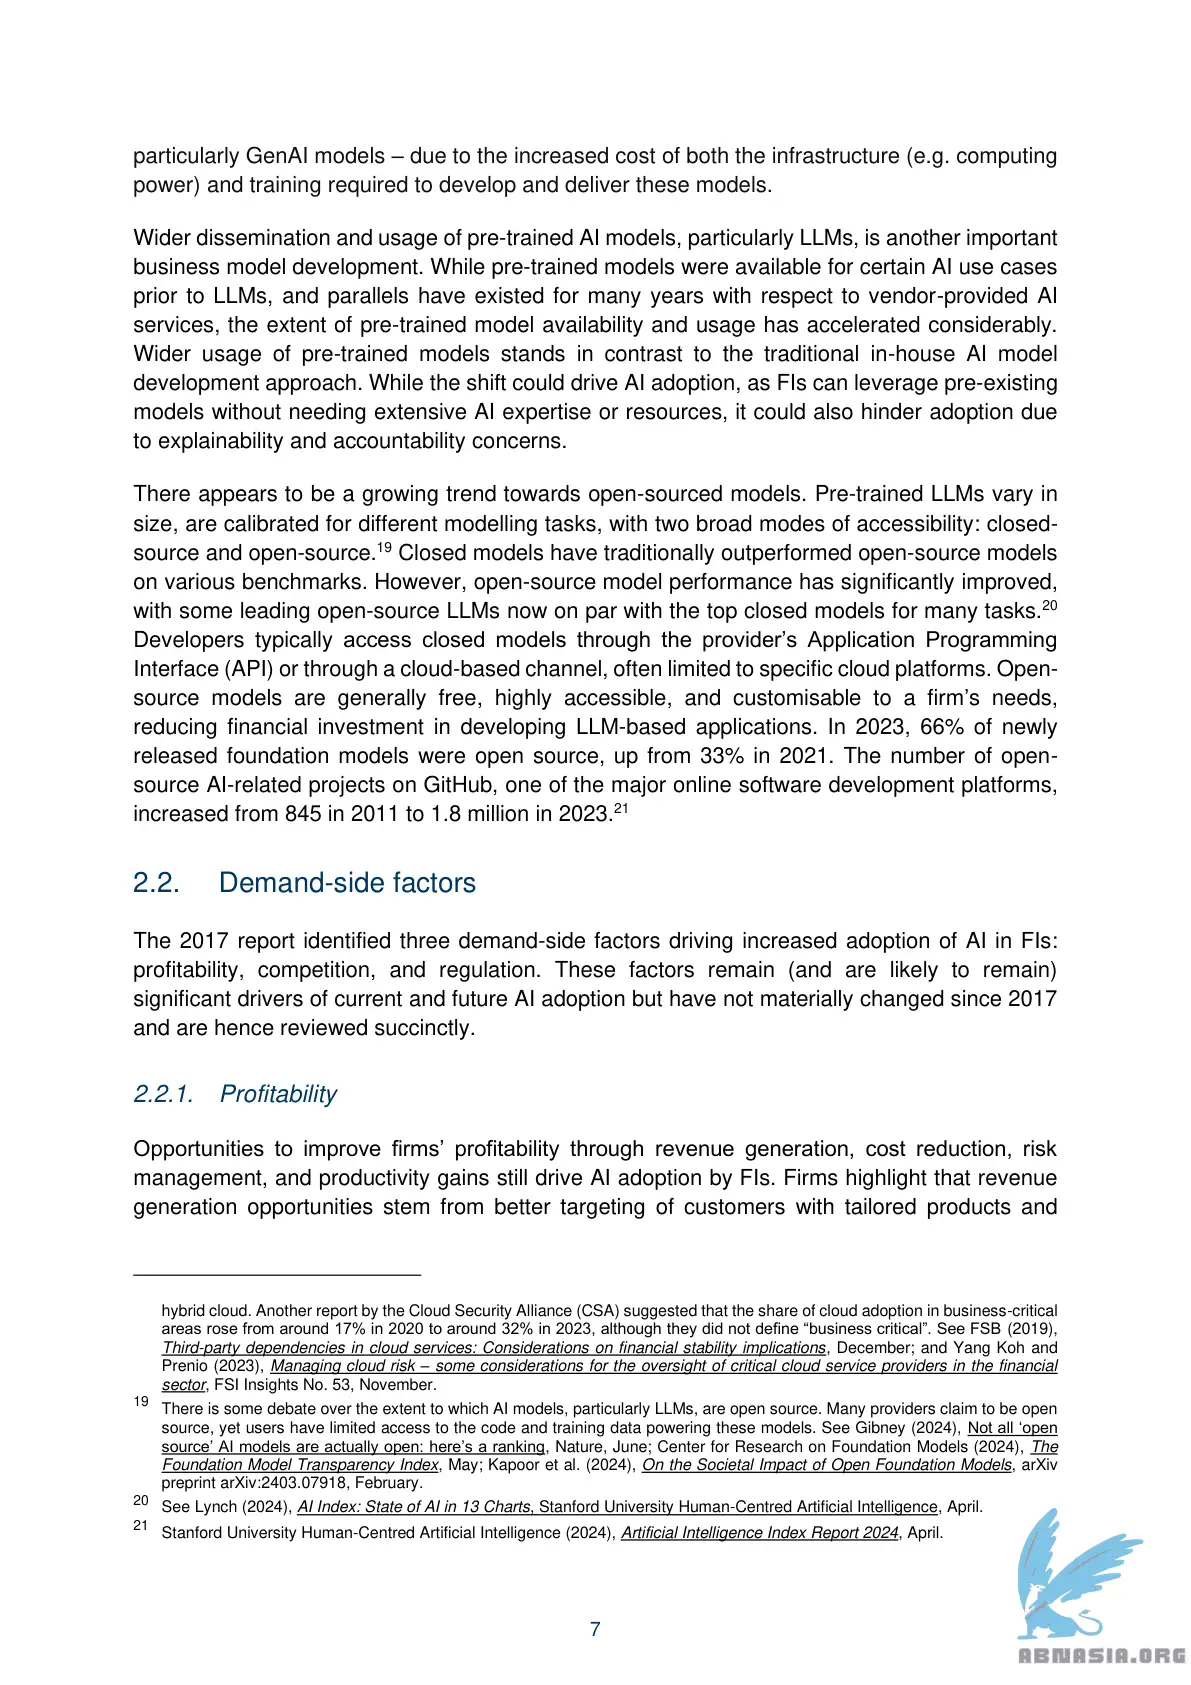 particularly GenAI models – due to the increased cost of both the infrastructure (e.g. computing
power) and training required to develop and deliver these models.
Wider dissemination and usage of pre-trained AI models, particularly LLMs, is another important
business model development. While pre-trained models were available for certain AI use cases
prior to LLMs, and parallels have existed for many years with respect to vendor-provided AI
services, the extent of pre-trained model availability and usage has accelerated considerably.
Wider usage of pre-trained models stands in contrast to the traditional in-house AI model
development approach. While the shift could drive AI adoption, as FIs can leverage pre-existing
models without needing extensive AI expertise or resources, it could also hinder adoption due
to explainability and accountability concerns.
There appears to be a growing trend towards open-sourced models. Pre-trained LLMs vary in
size, are calibrated for different modelling tasks, with two broad modes of accessibility: closed-
source and open-source.19 Closed models have traditionally outperformed open-source models
on various benchmarks. However, open-source model performance has significantly improved,
with some leading open-source LLMs now on par with the top closed models for many tasks.20
Developers typically access closed models through the provider’s Application Programming
Interface (API) or through a cloud-based channel, often limited to specific cloud platforms. Open-
source models are generally free, highly accessible, and customisable to a firm’s needs,
reducing financial investment in developing LLM-based applications. In 2023, 66% of newly
released foundation models were open source, up from 33% in 2021. The number of open-
source AI-related projects on GitHub, one of the major online software development platforms,
increased from 845 in 2011 to 1.8 million in 2023.21
2.2. Demand-side factors
The 2017 report identified three demand-side factors driving increased adoption of AI in FIs:
profitability, competition, and regulation. These factors remain (and are likely to remain)
significant drivers of current and future AI adoption but have not materially changed since 2017
and are hence reviewed succinctly.
2.2.1. Profitability
Opportunities to improve firms’ profitability through revenue generation, cost reduction, risk
management, and productivity gains still drive AI adoption by FIs. Firms highlight that revenue
generation opportunities stem from better targeting of customers with tailored products and
hybrid cloud. Another report by the Cloud Security Alliance (CSA) suggested that the share of cloud adoption in business-critical
areas rose from around 17% in 2020 to around 32% in 2023, although they did not define “business critical”. See FSB (2019),
Third-party dependencies in cloud services: Considerations on financial stability implications, December; and Yang Koh and
Prenio (2023), Managing cloud risk – some considerations for the oversight of critical cloud service providers in the financial
sector, FSI Insights No. 53, November.
19 There is some debate over the extent to which AI models, particularly LLMs, are open source. Many providers claim to be open
source, yet users have limited access to the code and training data powering these models. See Gibney (2024), Not all ‘open
source’ AI models are actually open: here’s a ranking, Nature, June; Center for Research on Foundation Models (2024), The
Foundation Model Transparency Index, May; Kapoor et al. (2024), On the Societal Impact of Open Foundation Models, arXiv
preprint arXiv:2403.07918, February.
20 See Lynch (2024), AI Index: State of AI in 13 Charts, Stanford University Human-Centred Artificial Intelligence, April.
21 Stanford University Human-Centred Artificial Intelligence (2024), Artificial Intelligence Index Report 2024, April.
7
ABNASIA.ORG